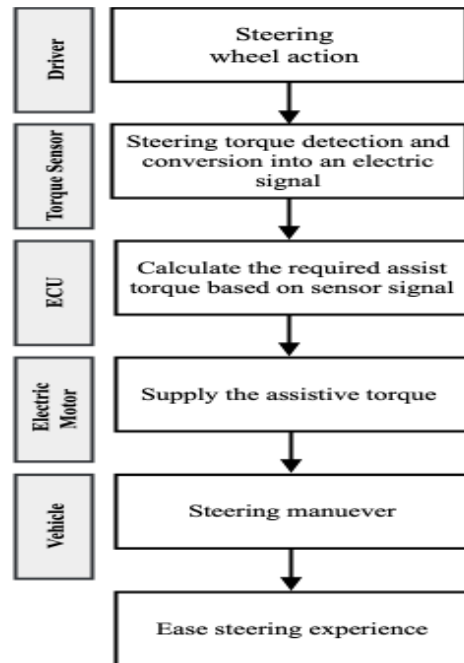 Driver
Steering
wheel action
Torque Sensor
Steering torque detection and
conversion into an electric
signal
ECU
Calculate the required assist
torque based on sensor signal
Electric
Motor
Supply the assistive torque
Vehicle
Steering manuever
Ease steering experience